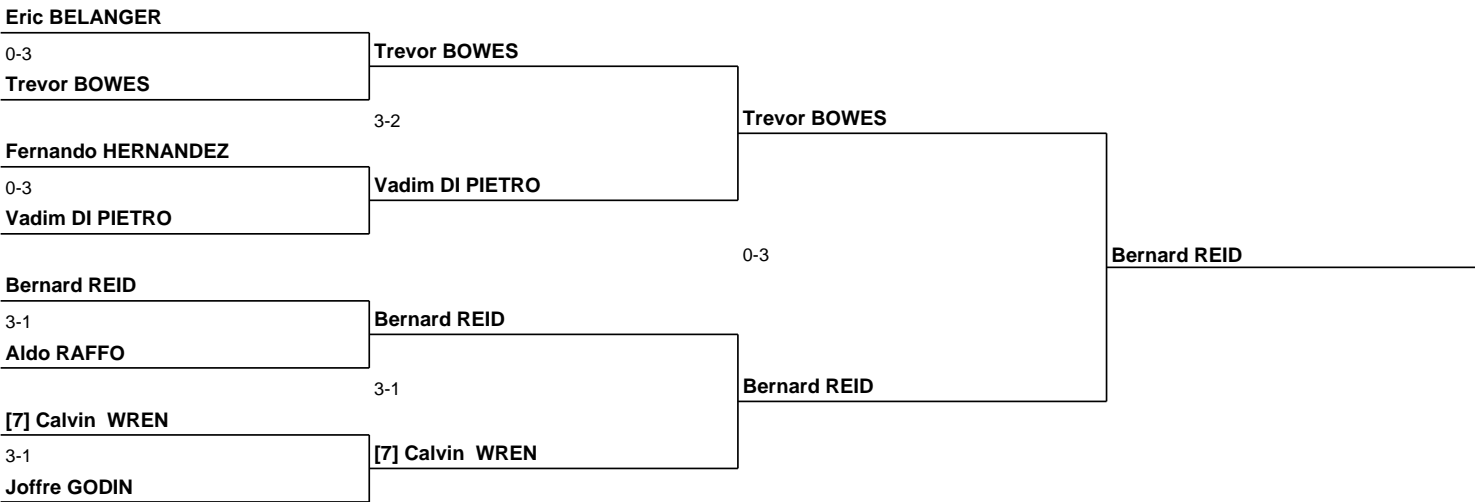 Eric BELANGER
0-3
Trevor BOWES
Trevor BOWES
3-2
Trevor BOWES
Fernando HERNANDEZ
0-3
Vadim DI PIETRO
Vadim DI PIETRO
0-3
Bernard REID
Bernard REID
3-1
Bernard REID
Aldo RAFFO
3-1
Bernard REID
[7] Calvin WREN
3-1
[7] Calvin WREN
Joffre GODIN